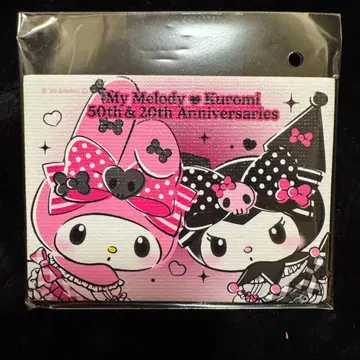 My Melody ♥ Kuromi
50th & 20th Anniversaries